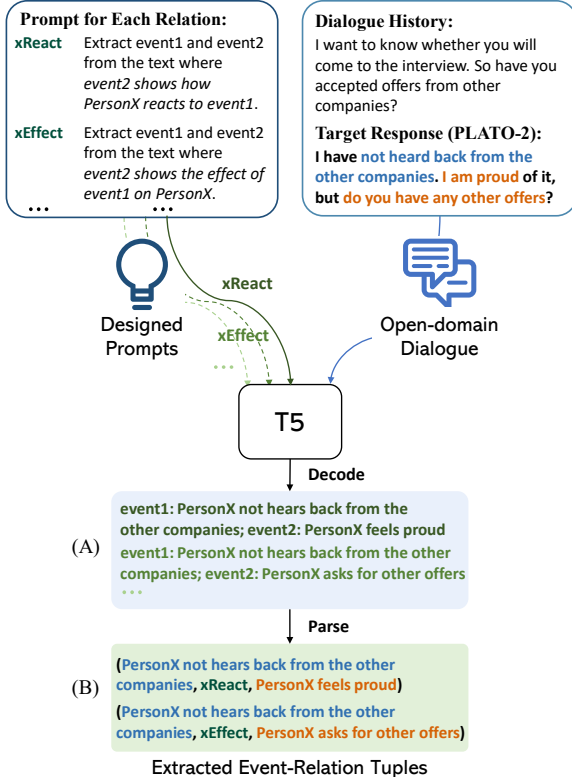 Prompt for Each Relation:
xReact
Extract event1 and event2
from the text where
event2 shows how
PersonX reacts to event1.
xEffect
Extract event1 and event2
from the text where
event2 shows the effect of
event1 on PersonX.
...
...
Dialogue History:
I want to know whether you will
come to the interview. So have you
accepted offers from other
companies?
Target Response (PLATO-2):
I have not heard back from the
other companies. I am proud of it,
but do you have any other offers?
xReact
Designed
Prompts
xEffect
...
Open-domain
Dialogue
T5
Decode
(A)
event1: PersonX not hears back from the
other companies; event2: PersonX feels proud
event1: PersonX not hears back from the other
companies; event2: PersonX asks for other offers
...
Parse
(B)
(PersonX not hears back from the other
companies, xReact, PersonX feels proud)
(PersonX not hears back from the other
companies, xEffect, PersonX asks for other offers)
Extracted Event-Relation Tuples